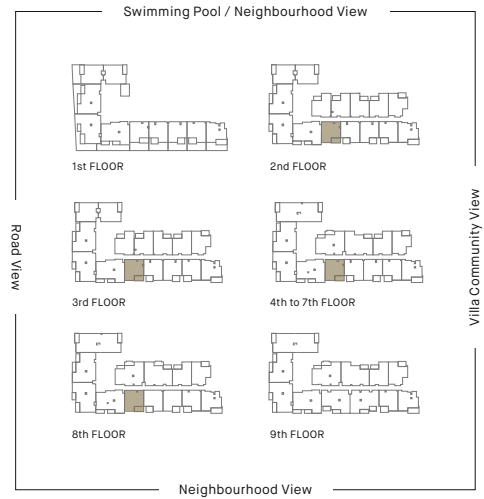 Swimming Pool / Neighbourhood View
1st FLOOR
2nd FLOOR
Road View
Villa Community View
3rd FLOOR
4th to 7th FLOOR
8th FLOOR
9th FLOOR
Neighbourhood View